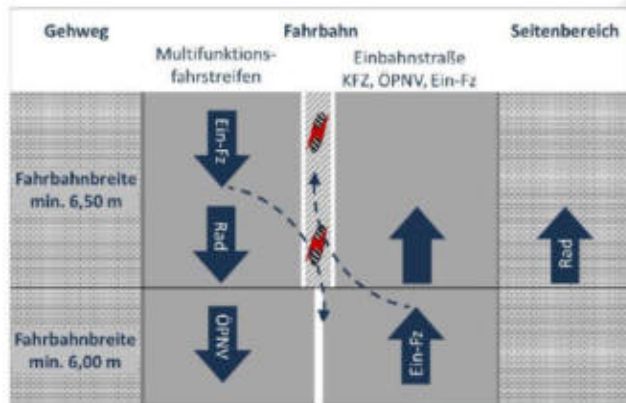 Gehweg
Fahrbahn
Seitenbereich
Multifunktions-
fahrstreifen
Einbahnstraße
KFZ, ÖPNV, Ein-Fz
Ein-Fz
Fahrbahnbreite
min. 6,50 m
Rad
Rad
ÖPNV
Ein-Fz
Fahrbahnbreite
min. 6,00 m